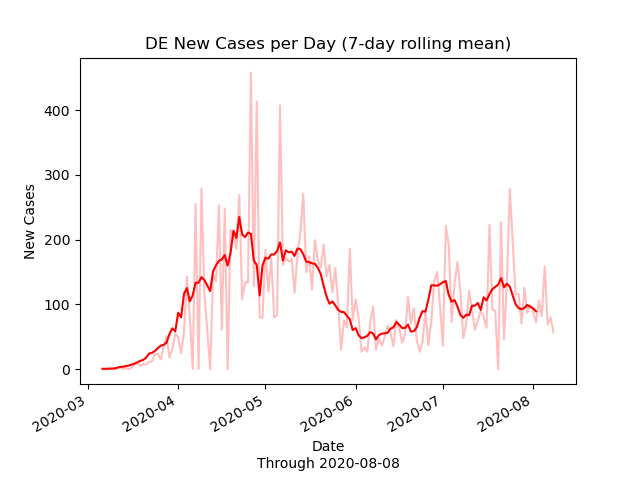 DE New Cases per Day (7-day rolling mean)
400
300
200
100
0
New Cases
2020-03
2020-04
2020-05
2020-06
2020-07
2020-08
Date
Through 2020-08-08